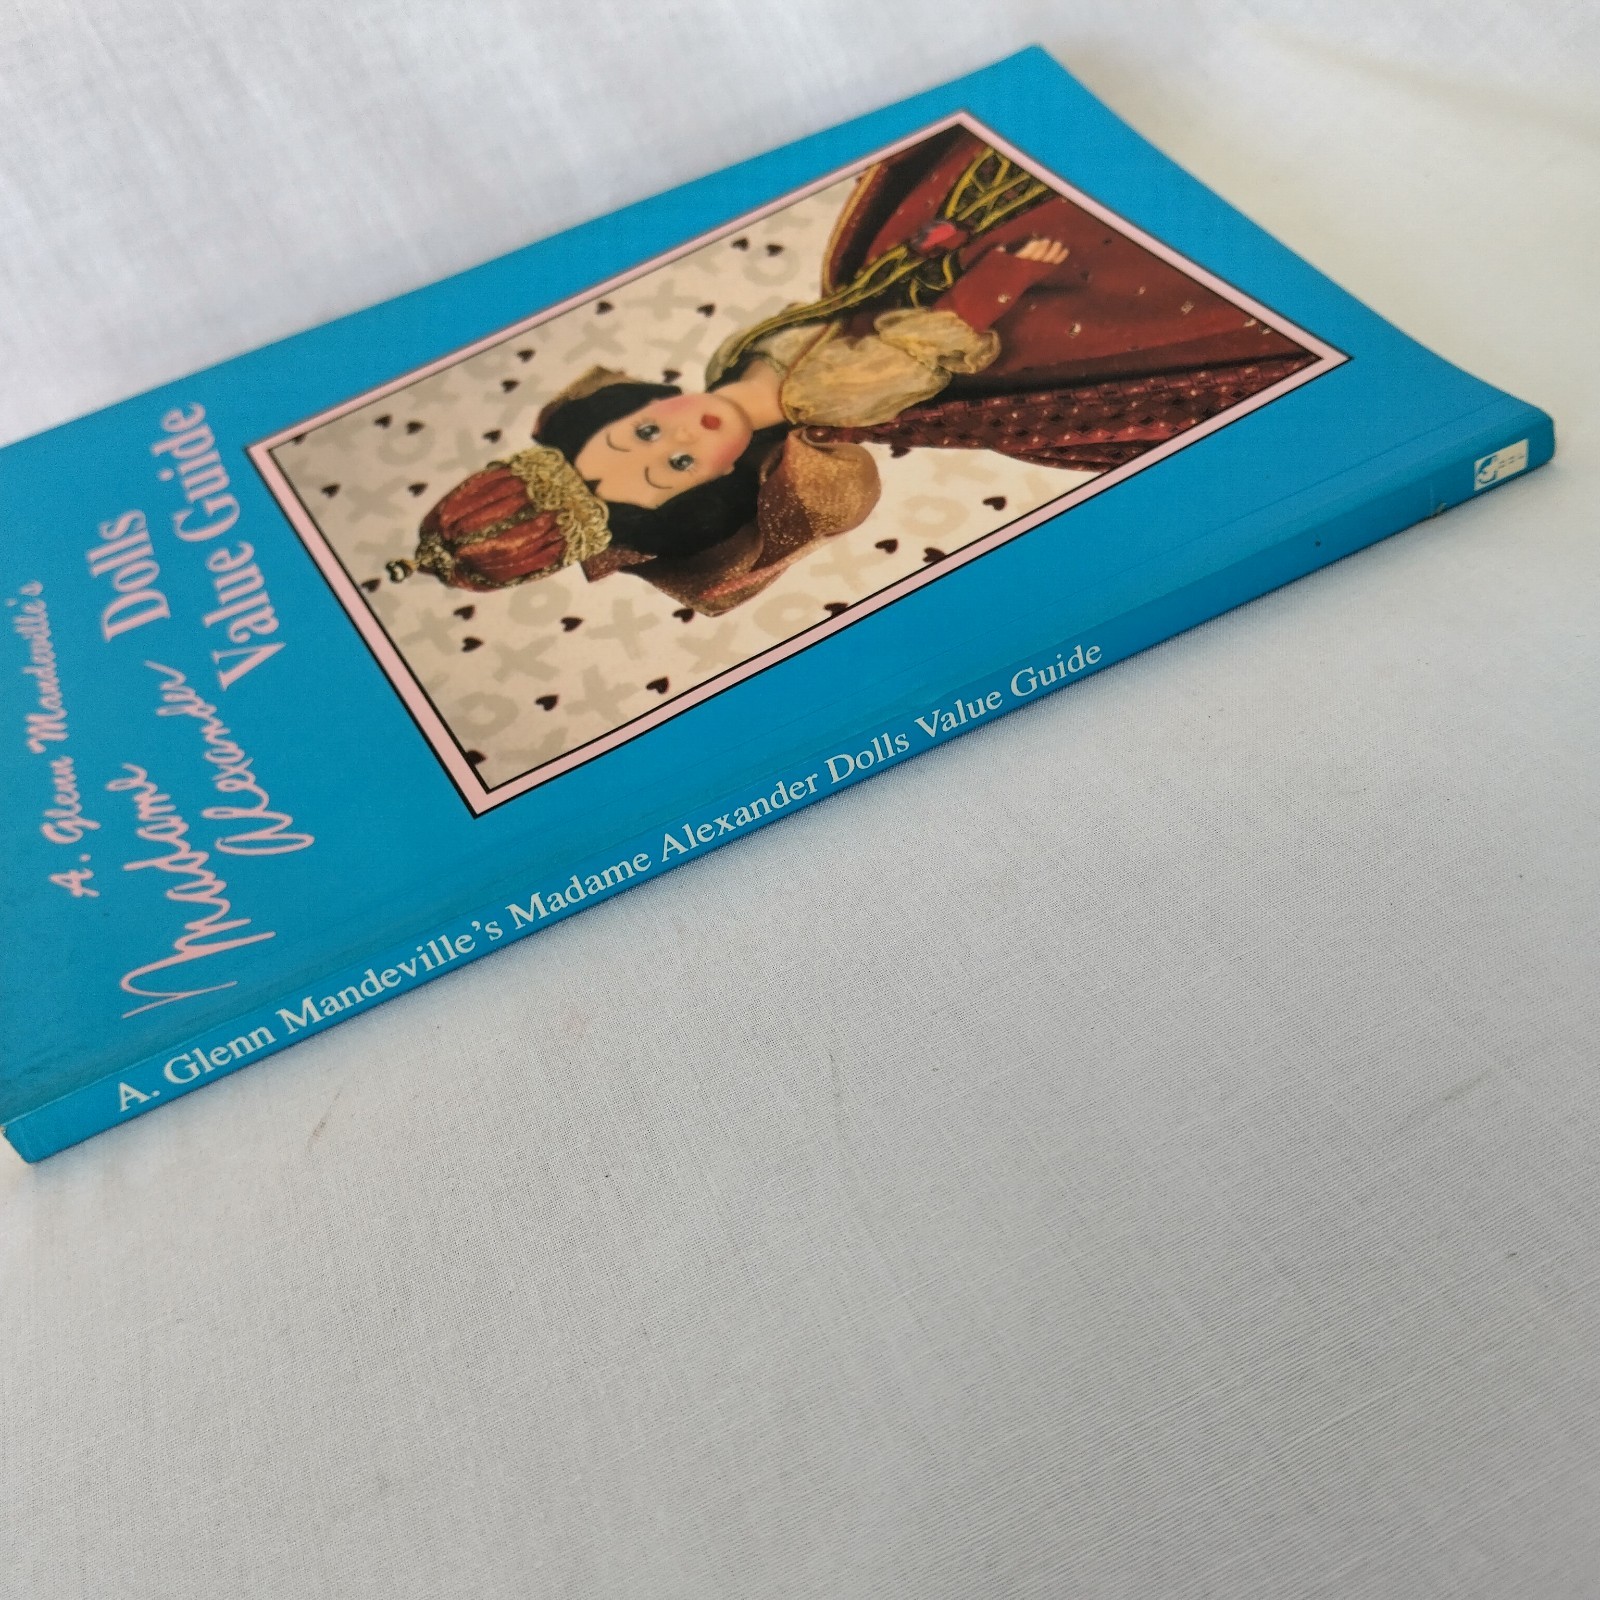 A. Glenn Mandeville's
Madame
Alexander Dolls
Value Guide
A. Glenn Mandeville's Madame Alexander Dolls Value Guide